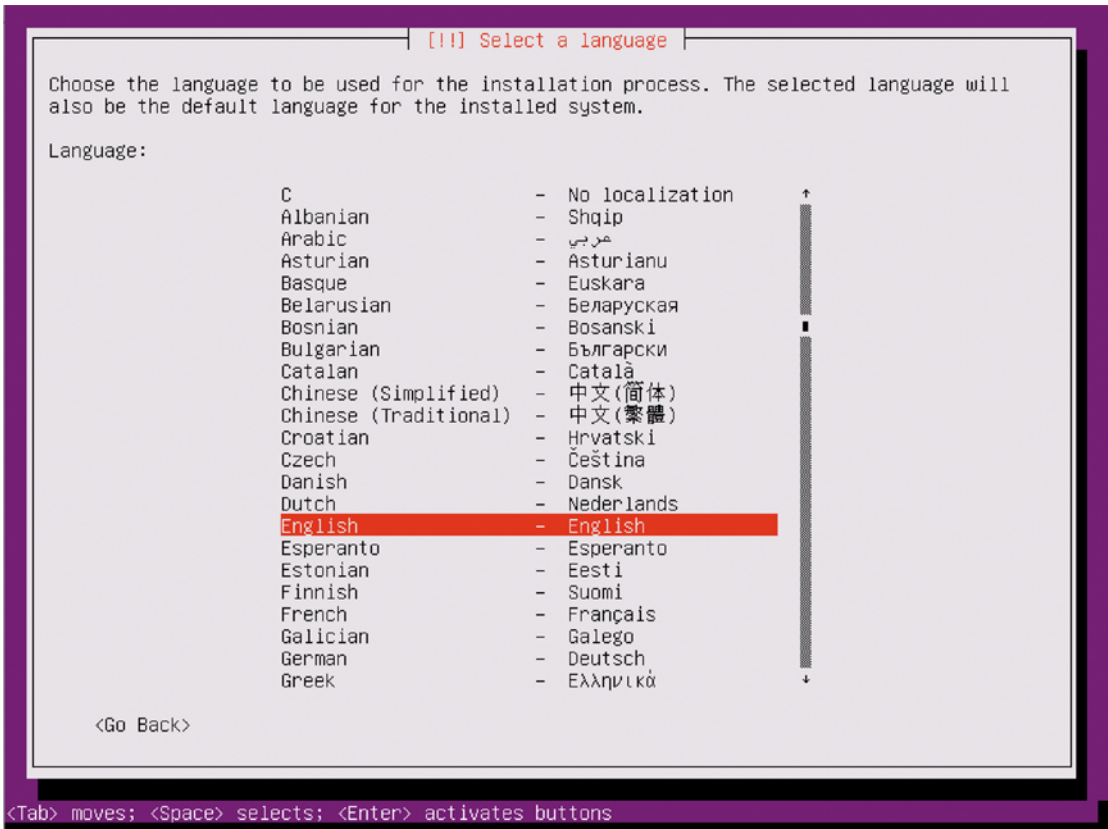 [!!] Select a language
Choose the language to be used for the installation process. The selected language will
also be the default language for the installed system.
Language:
C - No localization ↑
Albanian - Shqip
Arabic - عربي
Asturian - Asturianu
Basque - Euskara
Belarusian - Беларуская
Bosnian - Bosanski
Bulgarian - Български
Catalan - Català
Chinese (Simplified) - 中文(简体)
Chinese (Traditional) - 中文(繁體)
Croatian - Hrvatski
Czech - Čeština
Danish - Dansk
Dutch - Nederlands
English - English
Esperanto - Esperanto
Estonian - Eesti
Finnish - Suomi
French - Français
Galician - Galego
German - Deutsch
Greek - Ελληνικά ↓
<Go Back>
<Tab> moves; <Space> selects; <Enter> activates buttons